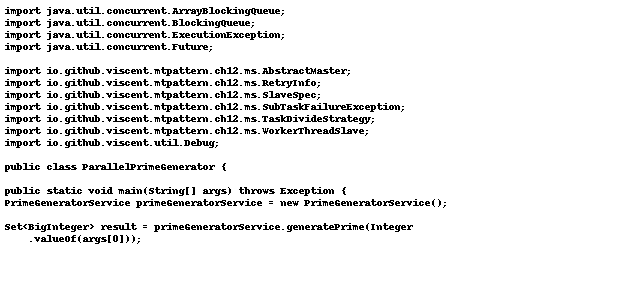 import java.util.concurrent.ArrayBlockingQueue;
import java.util.concurrent.BlockingQueue;
import java.util.concurrent.ExecutionException;
import java.util.concurrent.Future;
import io.github.viscent.mtpattern.ch12.ms.AbstractMaster;
import io.github.viscent.mtpattern.ch12.ms.RetryInfo;
import io.github.viscent.mtpattern.ch12.ms.SlaveSpec;
import io.github.viscent.mtpattern.ch12.ms.SubTaskFailureException;
import io.github.viscent.mtpattern.ch12.ms.TaskDivideStrategy;
import io.github.viscent.mtpattern.ch12.ms.WorkerThreadSlave;
import io.github.viscent.util.Debug;
public class ParallelPrimeGenerator {
public static void main(String[] args) throws Exception {
PrimeGeneratorService primeGeneratorService = new PrimeGeneratorService();
Set<BigInteger> result = primeGeneratorService.generatePrime(Integer
.valueOf(args[0]));